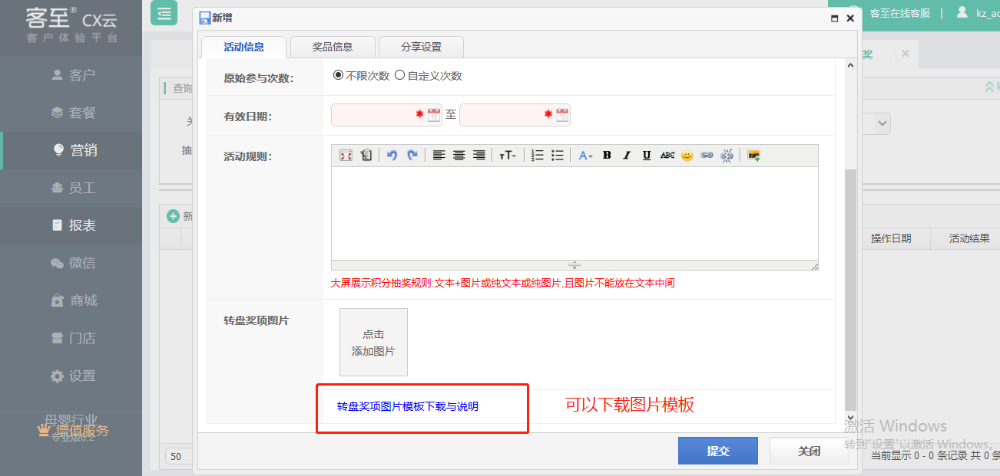 客至® CX云
客户体验平台
客户
套餐
营销
员工
报表
微信
商城
门店
设置
母婴行业
增值服务
专业版6.2
客至在线客服 |
新增
活动信息
奖品信息
分享设置
原始参与次数：
不限次数 自定义次数
有效日期：
* 至 *
活动规则：
大屏展示积分抽奖规则:文本+图片或纯文本或纯图片,且图片不能放在文本中间
转盘奖项图片
点击
添加图片
转盘奖项图片模板下载与说明
可以下载图片模板
提交
关闭
查询
抽
新
50
奖
操作日期
活动结果
激活 Windows
转到"设置"以激活 Windows。
当前显示 0 - 0 条记录 共 0 条